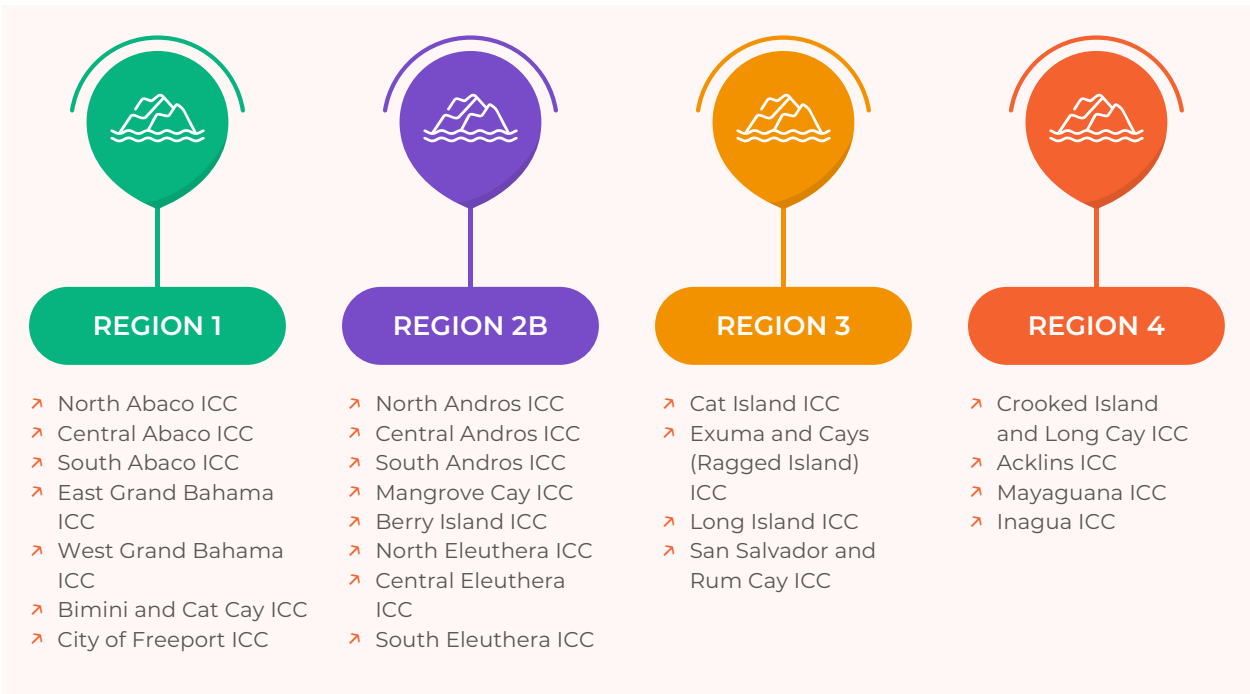 REGION 1
North Abaco ICC
Central Abaco ICC
South Abaco ICC
East Grand Bahama
ICC
West Grand Bahama
ICC
Bimini and Cat Cay ICC
City of Freeport ICC
REGION 2B
North Andros ICC
Central Andros ICC
South Andros ICC
Mangrove Cay ICC
Berry Island ICC
North Eleuthera ICC
Central Eleuthera
ICC
South Eleuthera ICC
REGION 3
Cat Island ICC
Exuma and Cays
(Ragged Island)
ICC
Long Island ICC
San Salvador and
Rum Cay ICC
REGION 4
Crooked Island
and Long Cay ICC
Acklins ICC
Mayaguana ICC
Inagua ICC